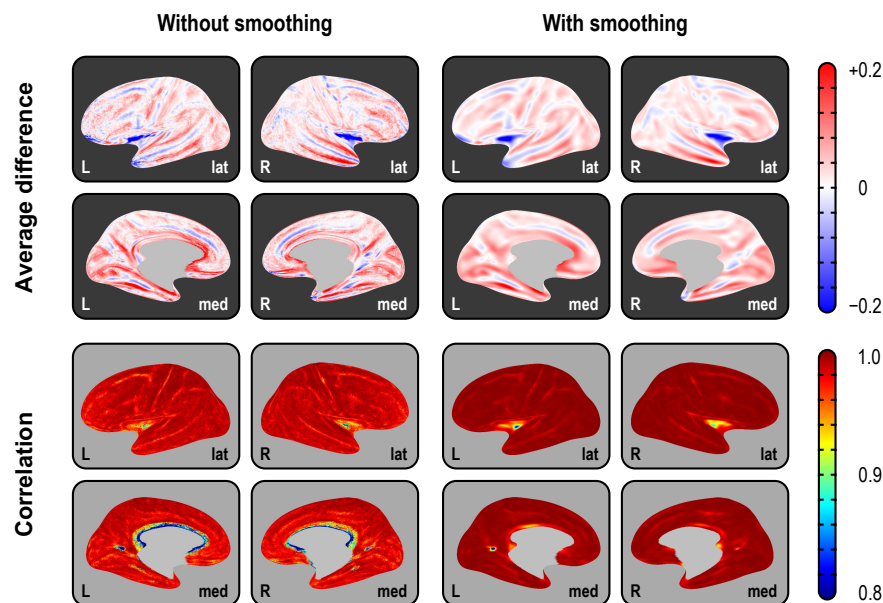 Without smoothing
With smoothing
Average difference
L lat
R lat
L lat
R lat
+0.2
0
−0.2
L med
R med
L med
R med
Correlation
L lat
R lat
L lat
R lat
1.0
0.9
0.8
L med
R med
L med
R med